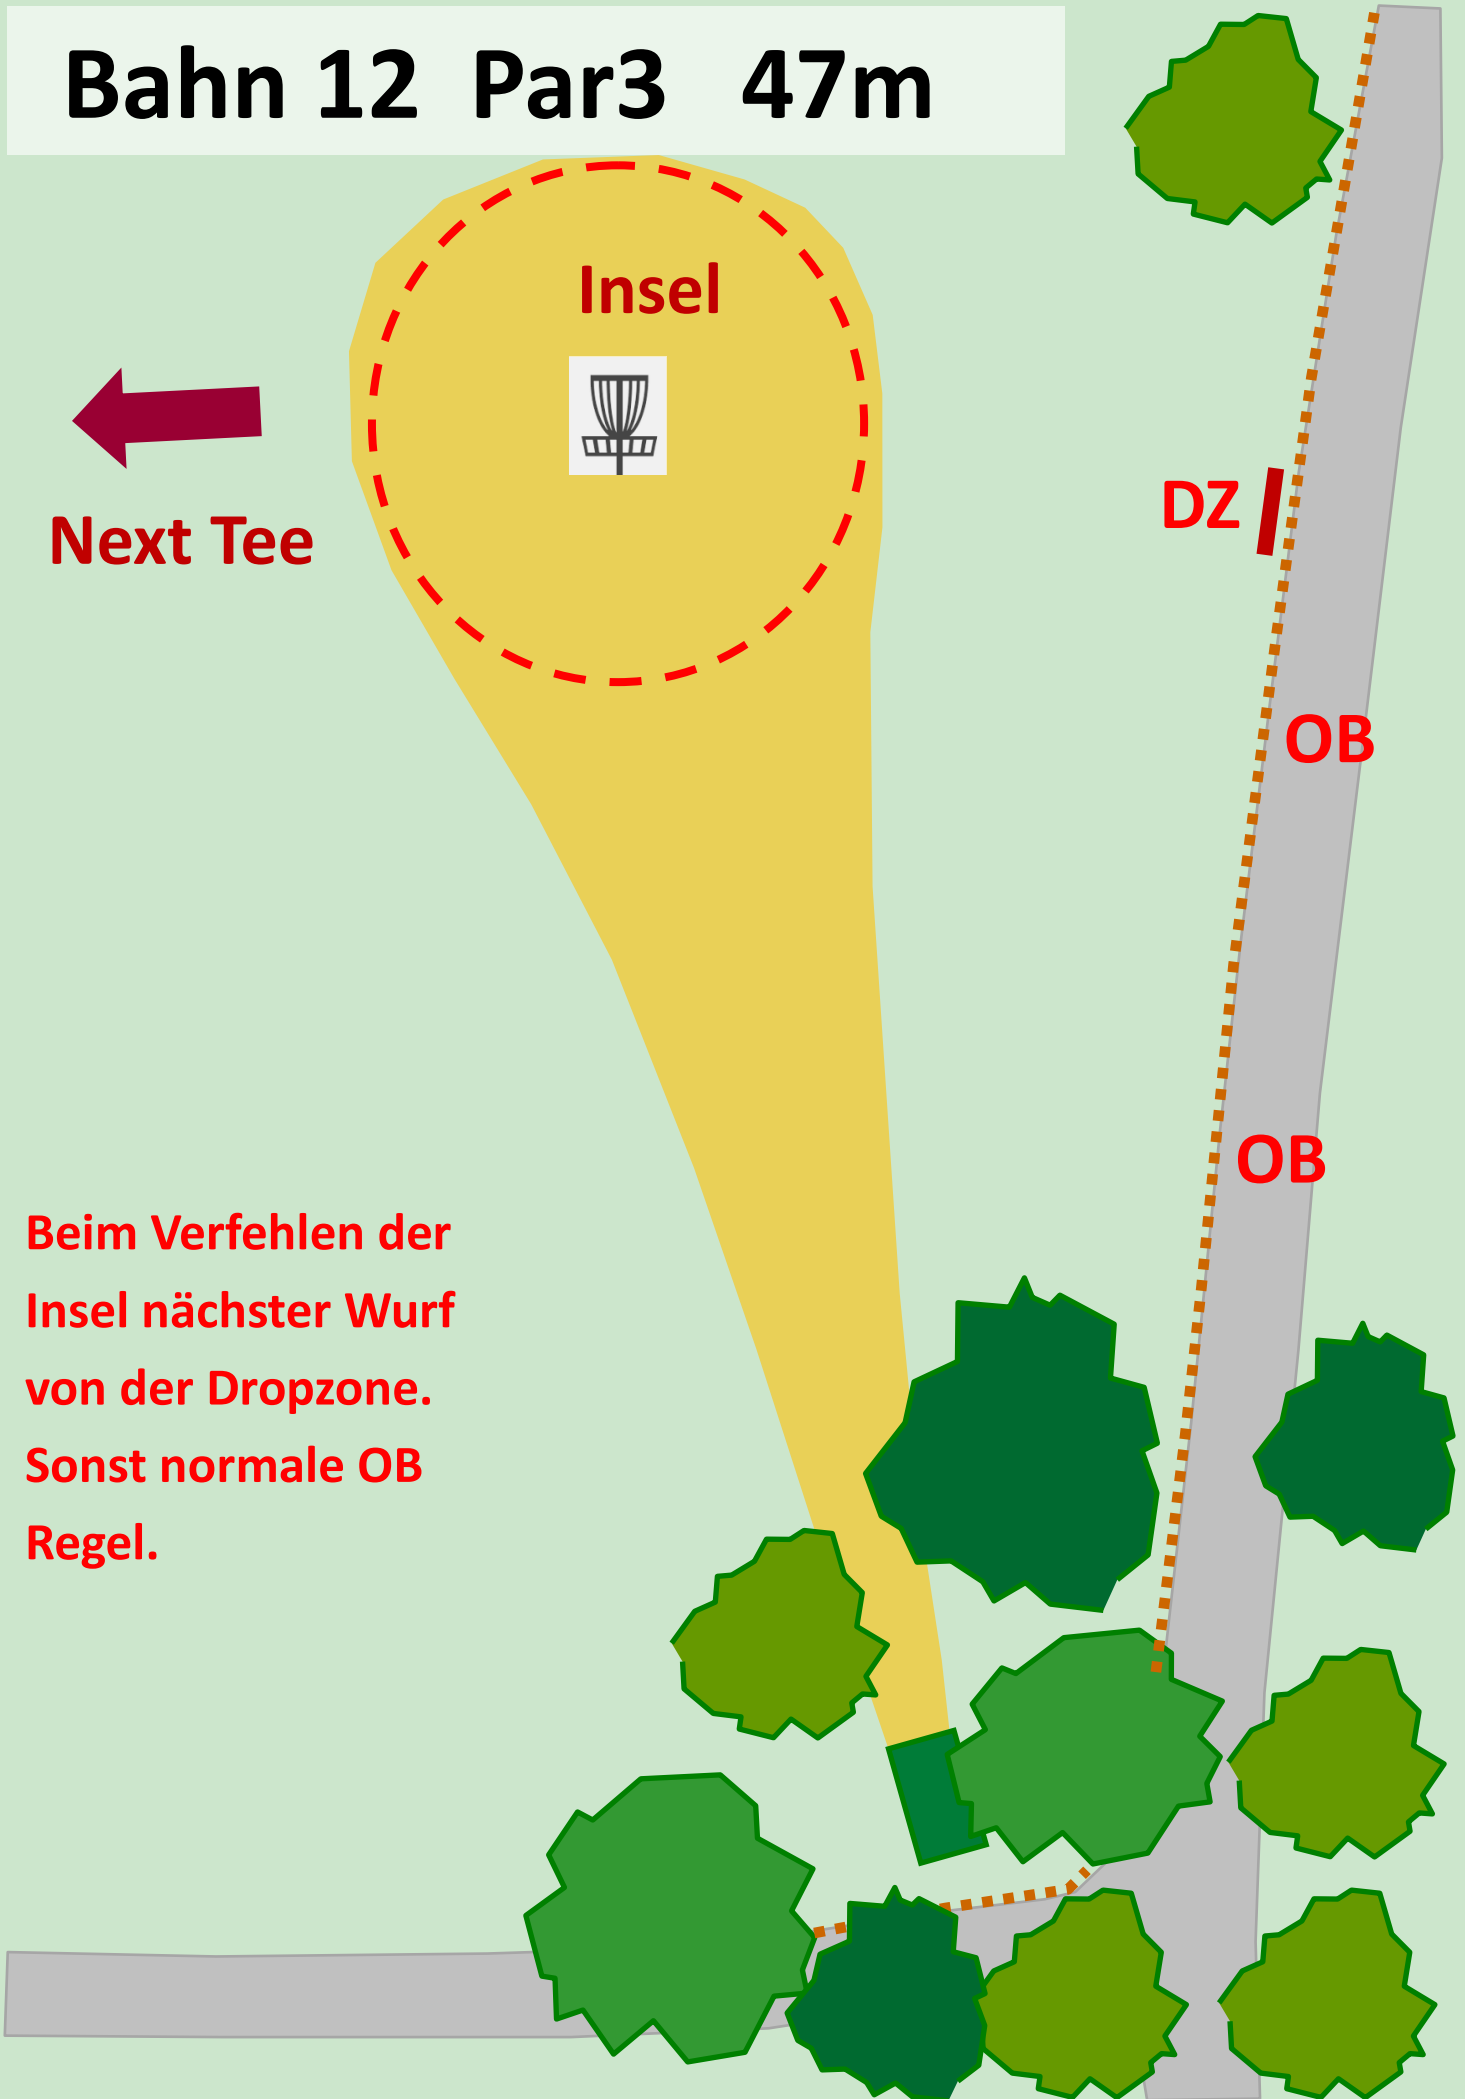 Bahn 12 Par3 47m
Insel
Next Tee
DZ
OB
OB
Beim Verfehlen der
Insel nächster Wurf
von der Dropzone.
Sonst normale OB
Regel.